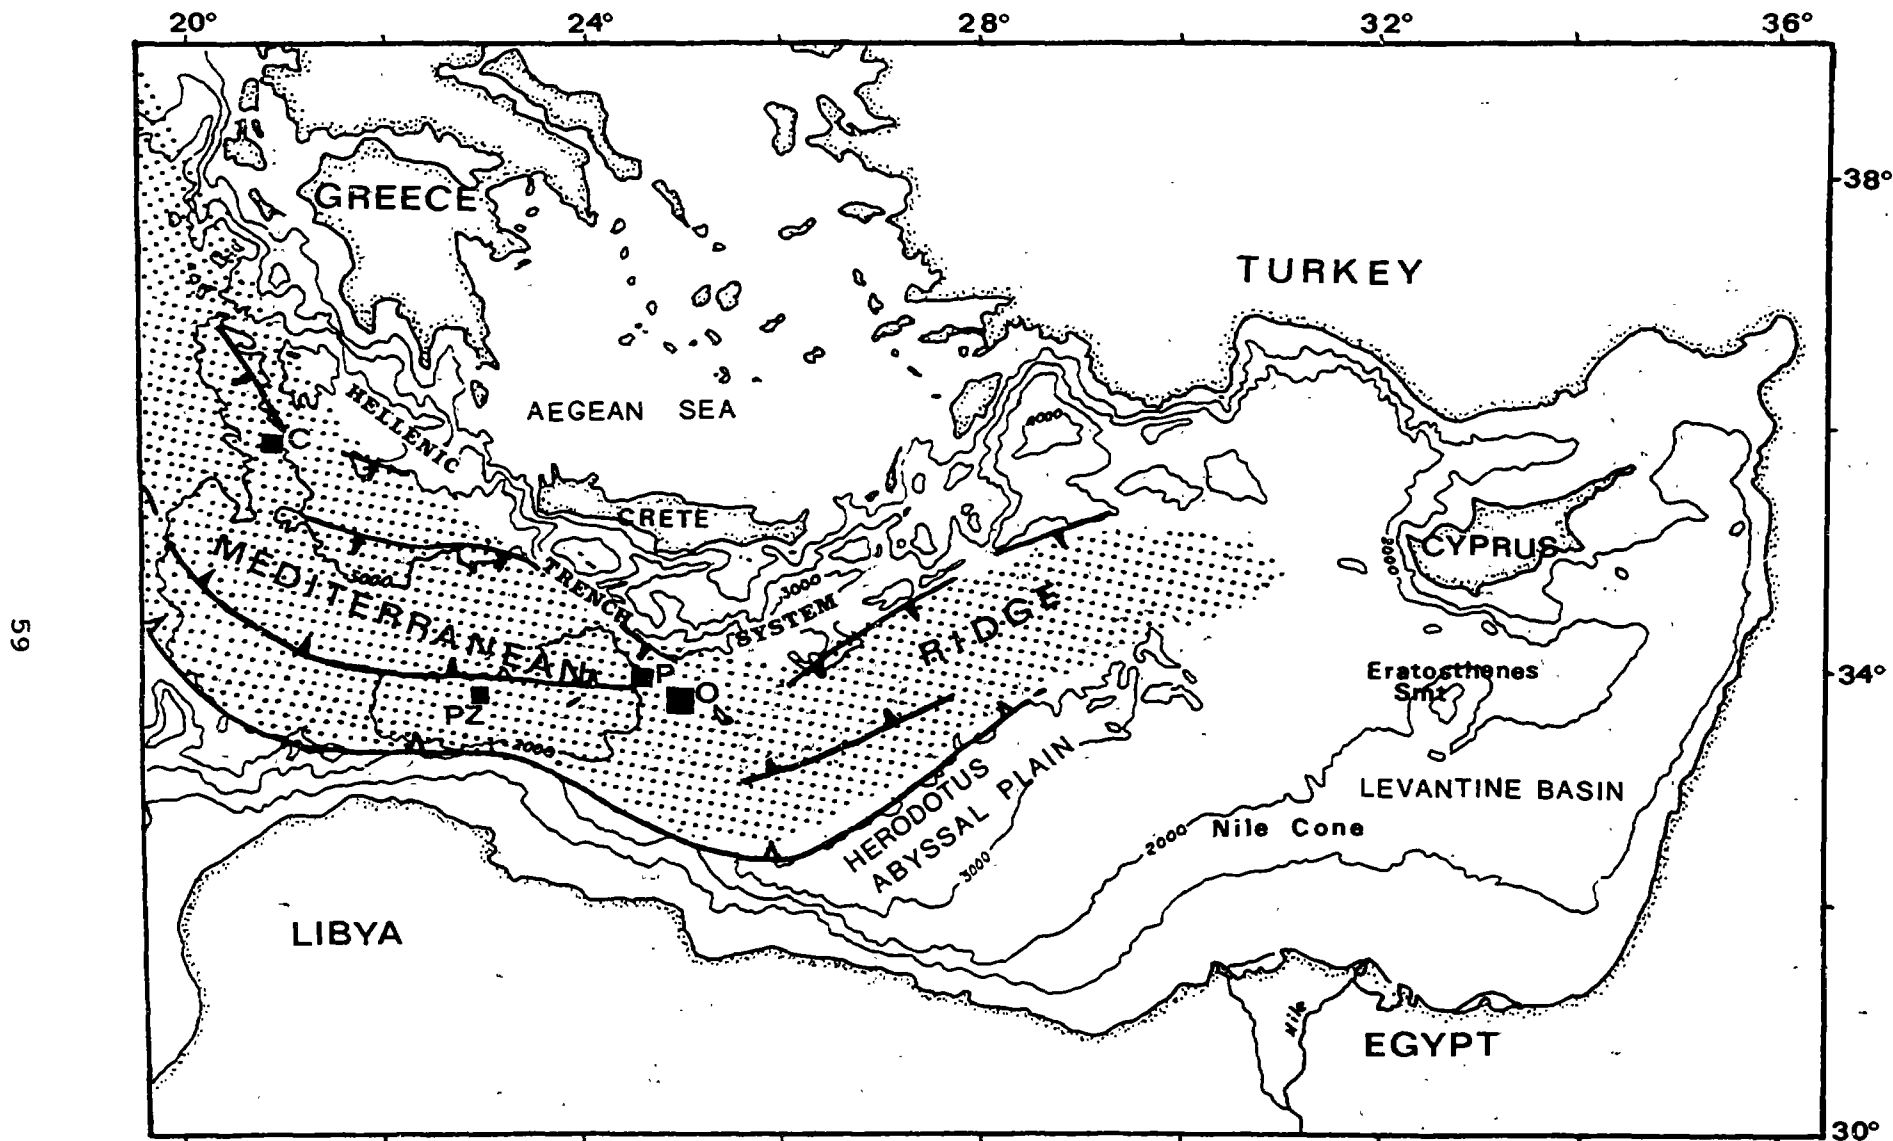 20° 24° 28° 32° 36°
38°
GREECE
TURKEY
HELLENIC
AEGEAN SEA
4000
C
CRETE
CYPRUS
2000
MEDITERRANEAN
3000
TRENCH
3000
SYSTEM
RIDGE
59
P
O
PZ
Eratosthenes
Smt
34°
2000
HERODOTUS
ABYSSAL PLAIN
LEVANTINE BASIN
3000
2000
Nile Cone
LIBYA
Nile
EGYPT
30°